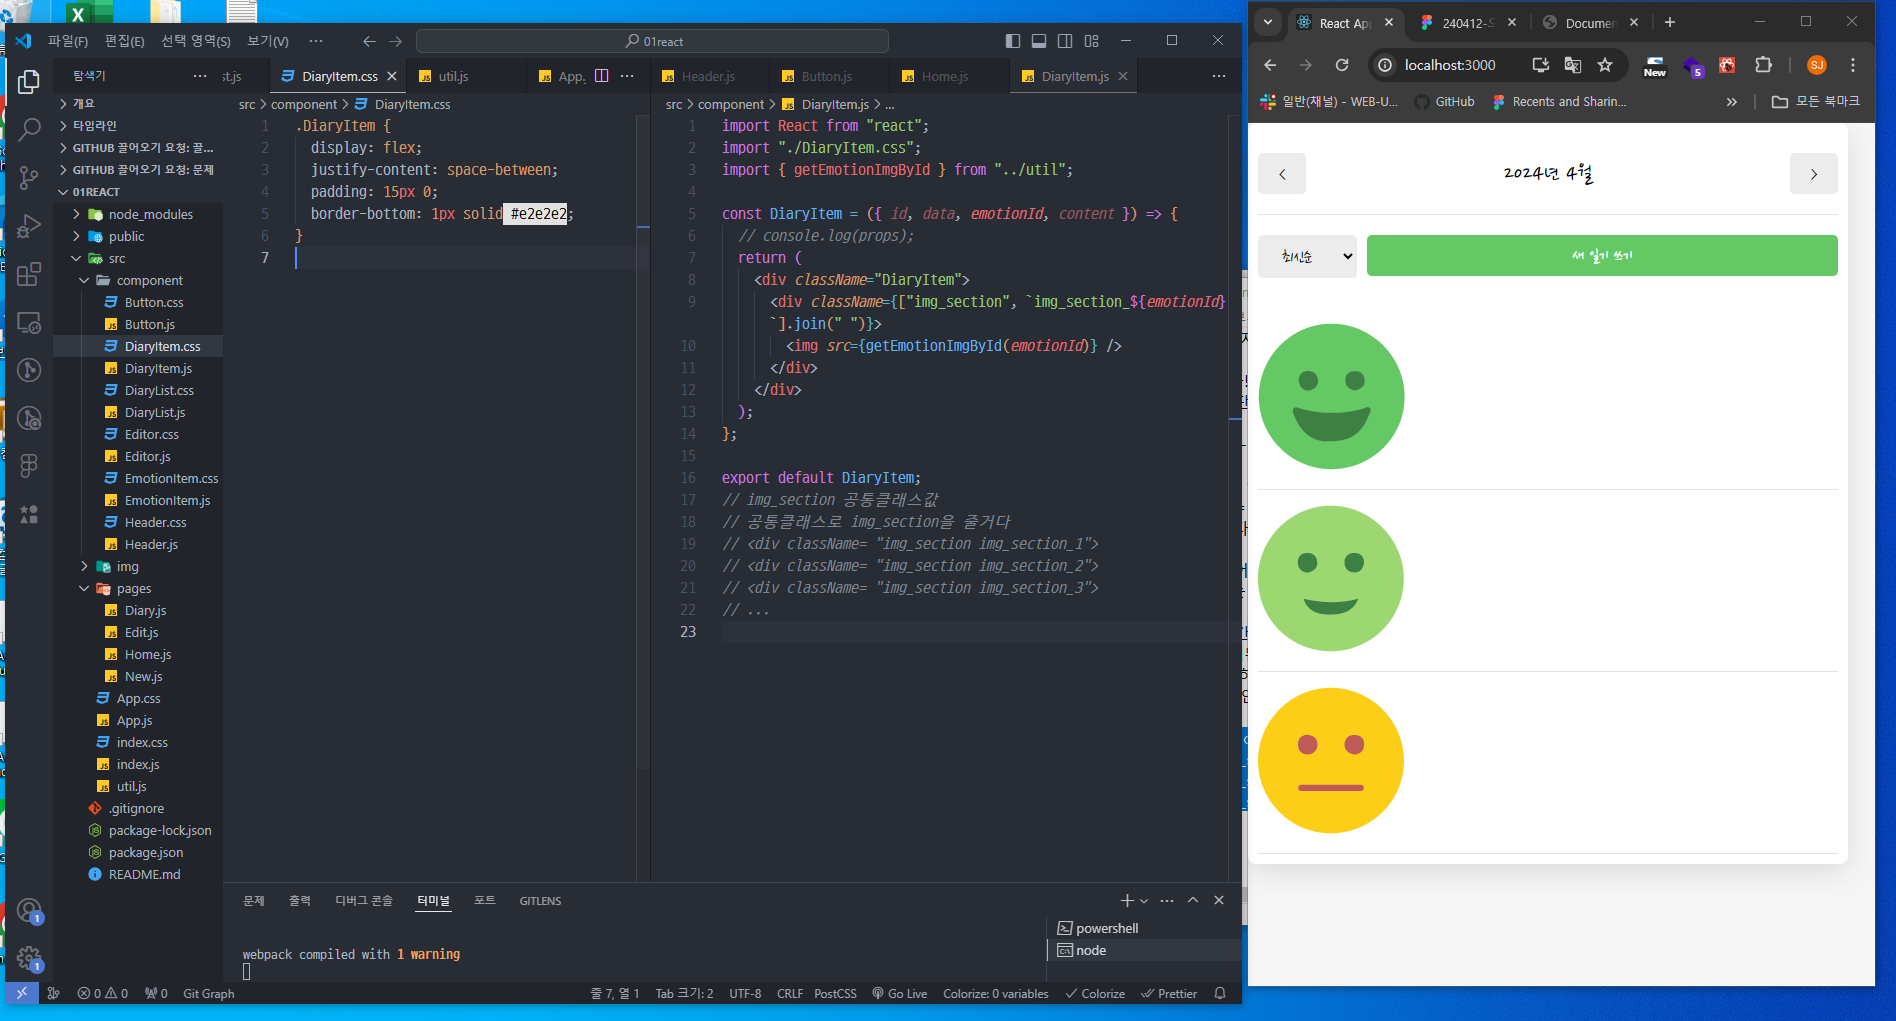 파일(F) 편집(E) 선택 영역(S) 보기(V) ···
01react
탐색기 ···
st.js
DiaryItem.css
util.js
App.
Header.js
Button.js
Home.js
DiaryItem.js
개요
타임라인
GITHUB 끌어오기 요청: 끌...
GITHUB 끌어오기 요청: 문제
01REACT
node_modules
public
src
component
Button.css
Button.js
DiaryItem.css
DiaryItem.js
DiaryList.css
DiaryList.js
Editor.css
Editor.js
EmotionItem.css
EmotionItem.js
Header.css
Header.js
img
pages
Diary.js
Edit.js
Home.js
New.js
App.css
App.js
index.css
index.js
util.js
.gitignore
package-lock.json
package.json
README.md
src > component > DiaryItem.css
1 .DiaryItem {
2 display: flex;
3 justify-content: space-between;
4 padding: 15px 0;
5 border-bottom: 1px solid #e2e2e2;
6 }
7
src > component > DiaryItem.js > ...
1 import React from "react";
2 import "./DiaryItem.css";
3 import { getEmotionImgById } from "../util";
4
5 const DiaryItem = ({ id, data, emotionId, content }) => {
6 // console.log(props);
7 return (
8 <div className="DiaryItem">
9 <div className={["img_section", `img_section_${emotionId}
`].join(" ")}>
10 <img src={getEmotionImgById(emotionId)} />
11 </div>
12 </div>
13 );
14 };
15
16 export default DiaryItem;
17 // img_section 공통클래스값
18 // 공통클래스로 img_section을 줄거다
19 // <div className= "img_section img_section_1">
20 // <div className= "img_section img_section_2">
21 // <div className= "img_section img_section_3">
22 // ...
23
문제 출력 디버그 콘솔 터미널 포트 GITLENS
webpack compiled with 1 warning
powershell
node
1
1
0 0 0 Git Graph
줄 7, 열 1 Tab 크기: 2 UTF-8 CRLF PostCSS Go Live Colorize: 0 variables Colorize Prettier
React Ap
240412-S
Documen
localhost:3000
New
5
SJ
일반(채널) - WEB-U...
GitHub
Recents and Sharin...
모든 북마크
2024년 4월
최신순
새 일기 쓰기